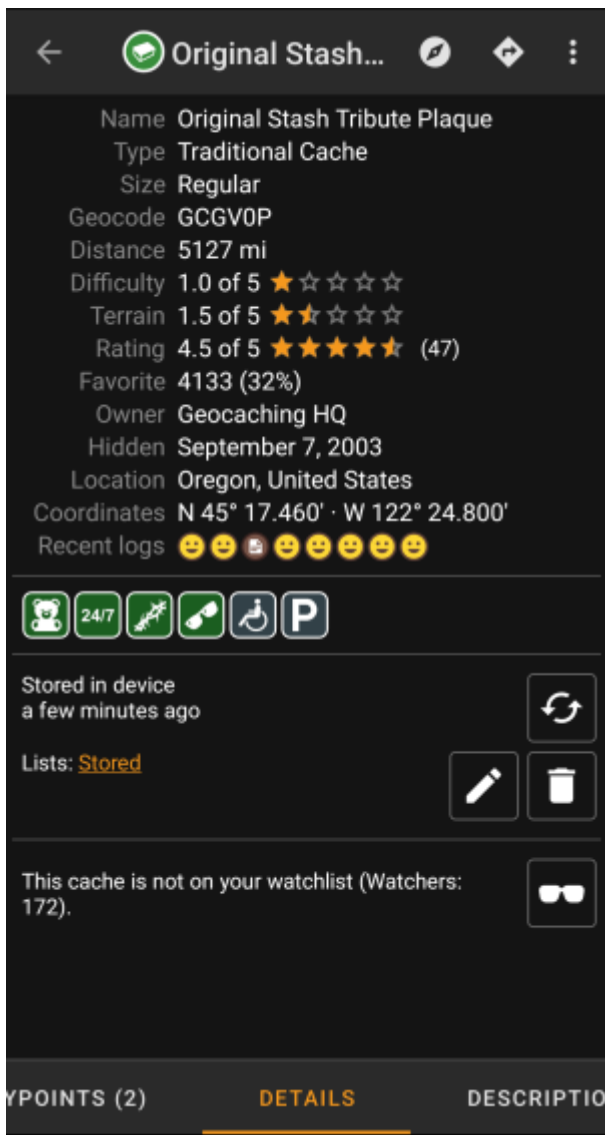 Original Stash...
Name Original Stash Tribute Plaque
Type Traditional Cache
Size Regular
Geocode GCGV0P
Distance 5127 mi
Difficulty 1.0 of 5
Terrain 1.5 of 5
Rating 4.5 of 5 (47)
Favorite 4133 (32%)
Owner Geocaching HQ
Hidden September 7, 2003
Location Oregon, United States
Coordinates N 45° 17.460' · W 122° 24.800'
Recent logs
24/7 P
Stored in device
a few minutes ago
Lists: Stored
This cache is not on your watchlist (Watchers:
172).
YPOINTS (2) DETAILS DESCRIPTIO